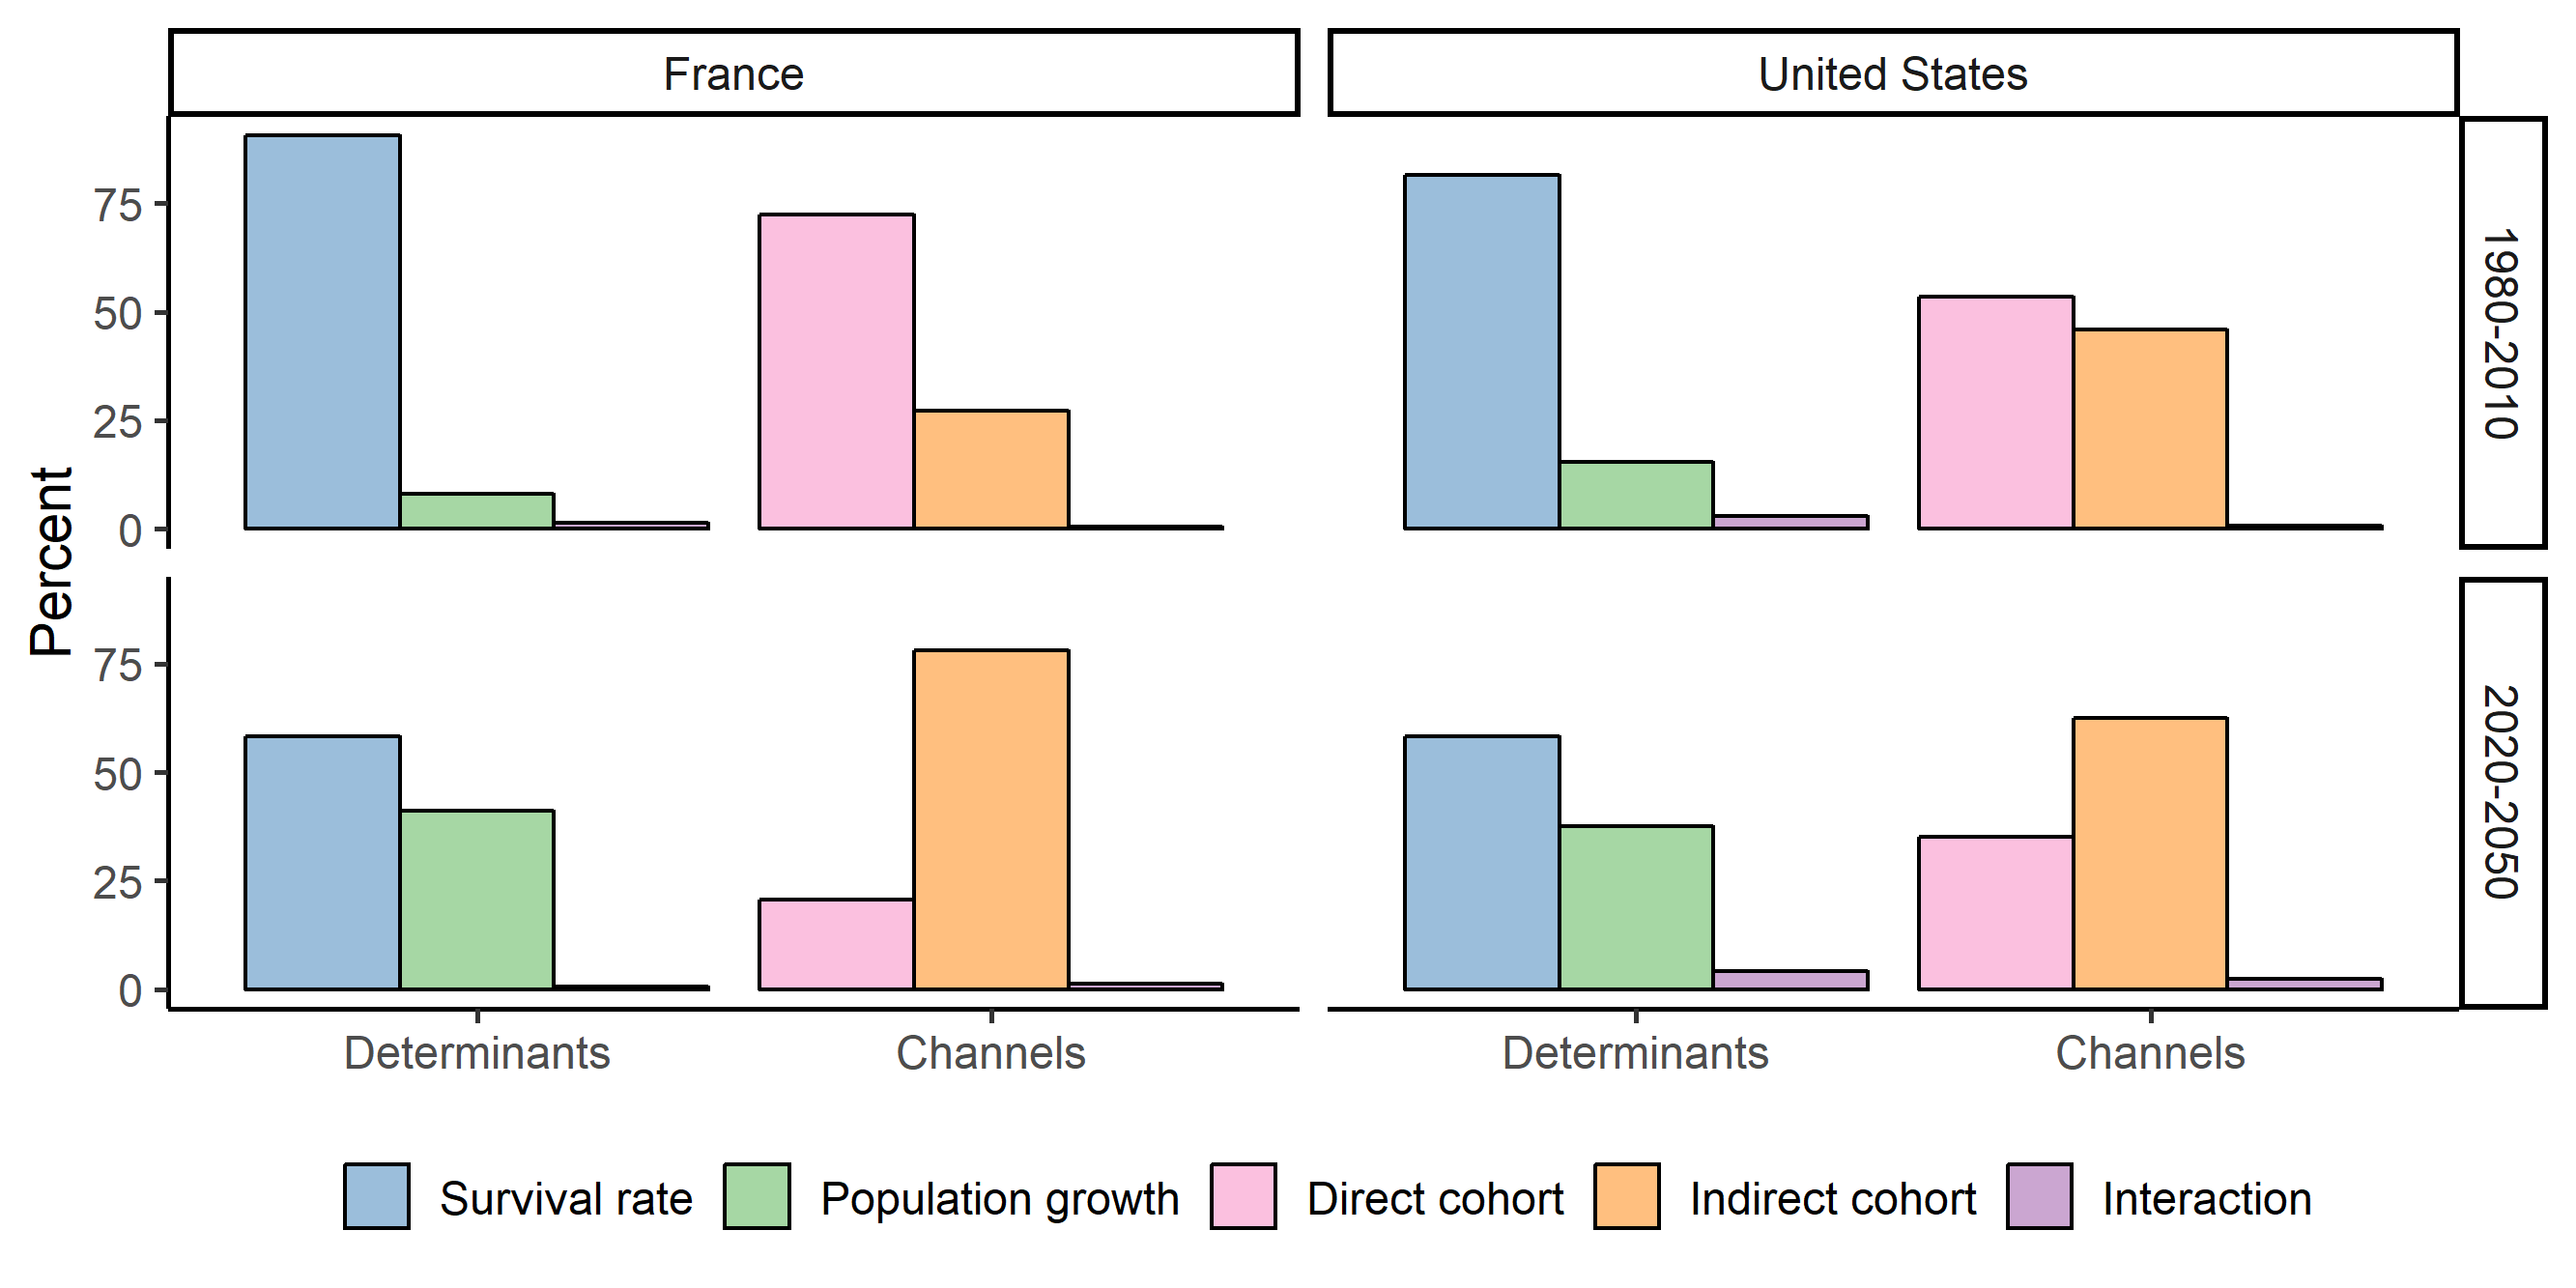 France
United States
75
50
25
0
1980-2010
Percent
75
50
25
0
2020-2050
Determinants
Channels
Determinants
Channels
Survival rate
Population growth
Direct cohort
Indirect cohort
Interaction